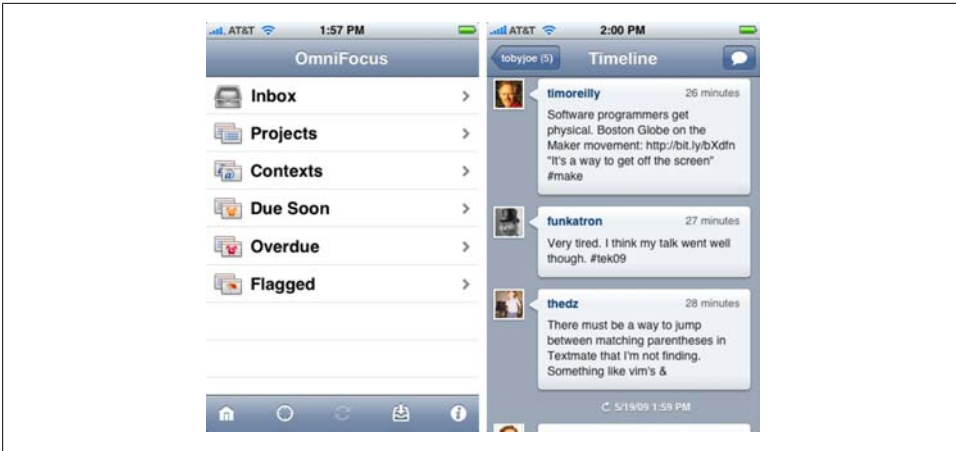 AT&T 1:57 PM
OmniFocus
Inbox
Projects
Contexts
Due Soon
Overdue
Flagged
AT&T 2:00 PM
tobyjoe (5) Timeline
timoreilly 26 minutes
Software programmers get
physical. Boston Globe on the
Maker movement: http://bit.ly/bXdfn
"It's a way to get off the screen"
#make
funkatron 27 minutes
Very tired. I think my talk went well
though. #tek09
thedz 28 minutes
There must be a way to jump
between matching parentheses in
Textmate that I'm not finding.
Something like vim's &
5/19/09 1:59 PM